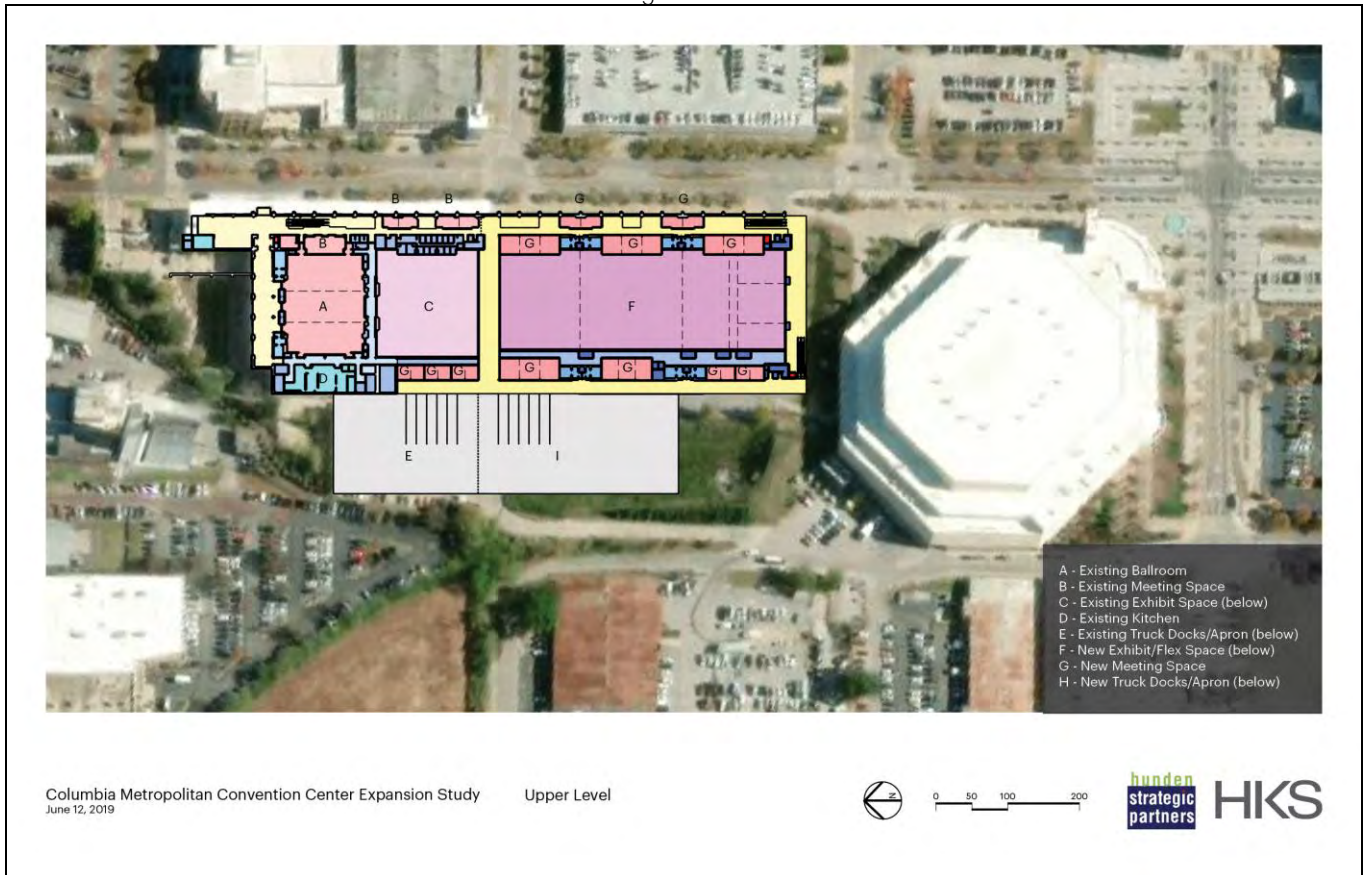 B B G G
B G G G
A C F
D G G G G G G G
E I
A - Existing Ballroom
B - Existing Meeting Space
C - Existing Exhibit Space (below)
D - Existing Kitchen
E - Existing Truck Docks/Apron (below)
F - New Exhibit/Flex Space (below)
G - New Meeting Space
H - New Truck Docks/Apron (below)
Columbia Metropolitan Convention Center Expansion Study Upper Level
June 12, 2019
N
0 50 100 200
hunden
strategic
partners
HKS